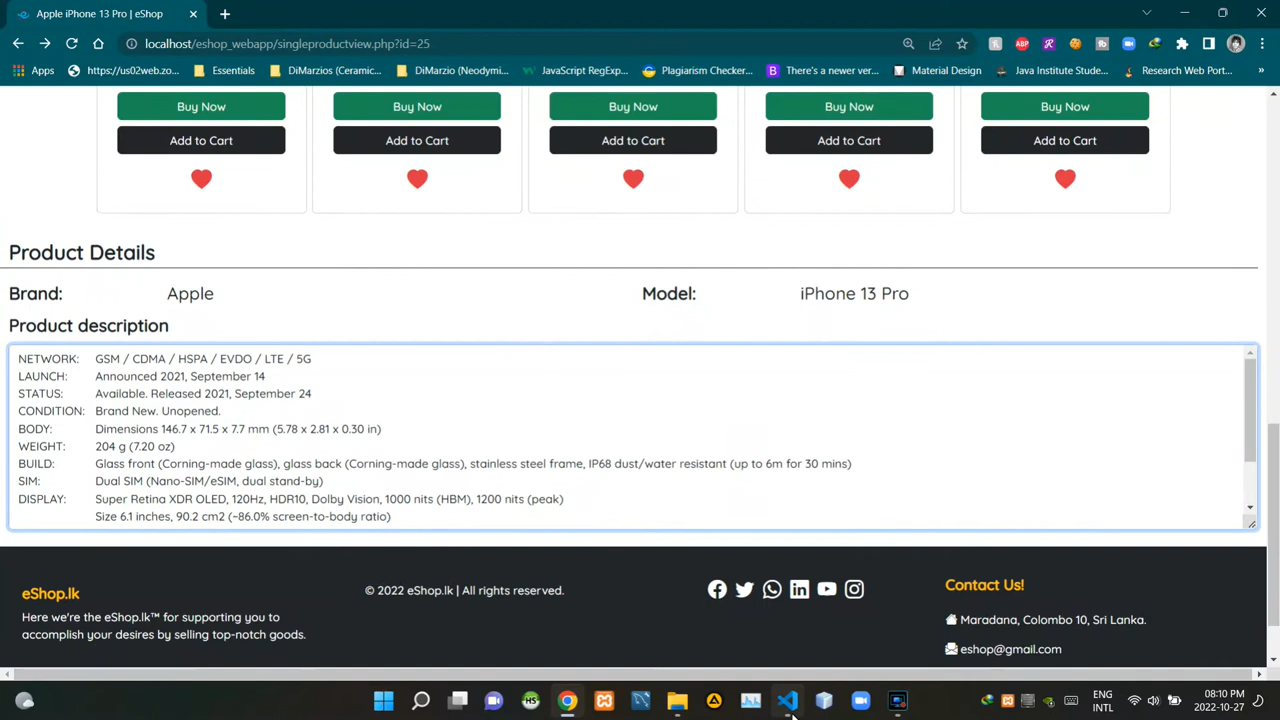 Apple iPhone 13 Pro | eShop
localhost/eshop_webapp/singleproductview.php?id=25
ABP
Apps
https://us02web.zo...
Essentials
DiMarzios (Ceramic...
DiMarzio (Neodymi...
JavaScript RegExp...
Plagiarism Checker...
B There's a newer ver...
Material Design
Java Institute Stude...
Research Web Port...
»
Buy Now Buy Now Buy Now Buy Now Buy Now
Add to Cart Add to Cart Add to Cart Add to Cart Add to Cart
Product Details
Brand: Apple Model: iPhone 13 Pro
Product description
NETWORK: GSM / CDMA / HSPA / EVDO / LTE / 5G
LAUNCH: Announced 2021, September 14
STATUS: Available. Released 2021, September 24
CONDITION: Brand New. Unopened.
BODY: Dimensions 146.7 x 71.5 x 7.7 mm (5.78 x 2.81 x 0.30 in)
WEIGHT: 204 g (7.20 oz)
BUILD: Glass front (Corning-made glass), glass back (Corning-made glass), stainless steel frame, IP68 dust/water resistant (up to 6m for 30 mins)
SIM: Dual SIM (Nano-SIM/eSIM, dual stand-by)
DISPLAY: Super Retina XDR OLED, 120Hz, HDR10, Dolby Vision, 1000 nits (HBM), 1200 nits (peak)
Size 6.1 inches, 90.2 cm2 (~86.0% screen-to-body ratio)
eShop.lk
Here we're the eShop.lk™ for supporting you to
accomplish your desires by selling top-notch goods.
© 2022 eShop.lk | All rights reserved.
Contact Us!
Maradana, Colombo 10, Sri Lanka.
eshop@gmail.com
HS
ENG
INTL
08:10 PM
2022-10-27